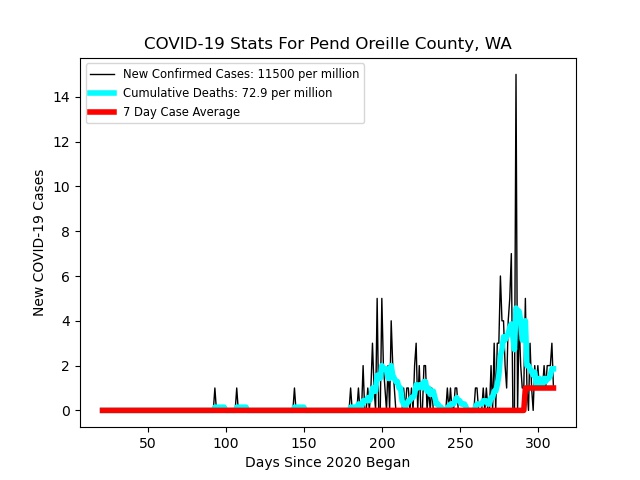 COVID-19 Stats For Pend Oreille County, WA
New Confirmed Cases: 11500 per million
Cumulative Deaths: 72.9 per million
7 Day Case Average
14
12
10
8
6
4
2
0
New COVID-19 Cases
50 100 150 200 250 300
Days Since 2020 Began